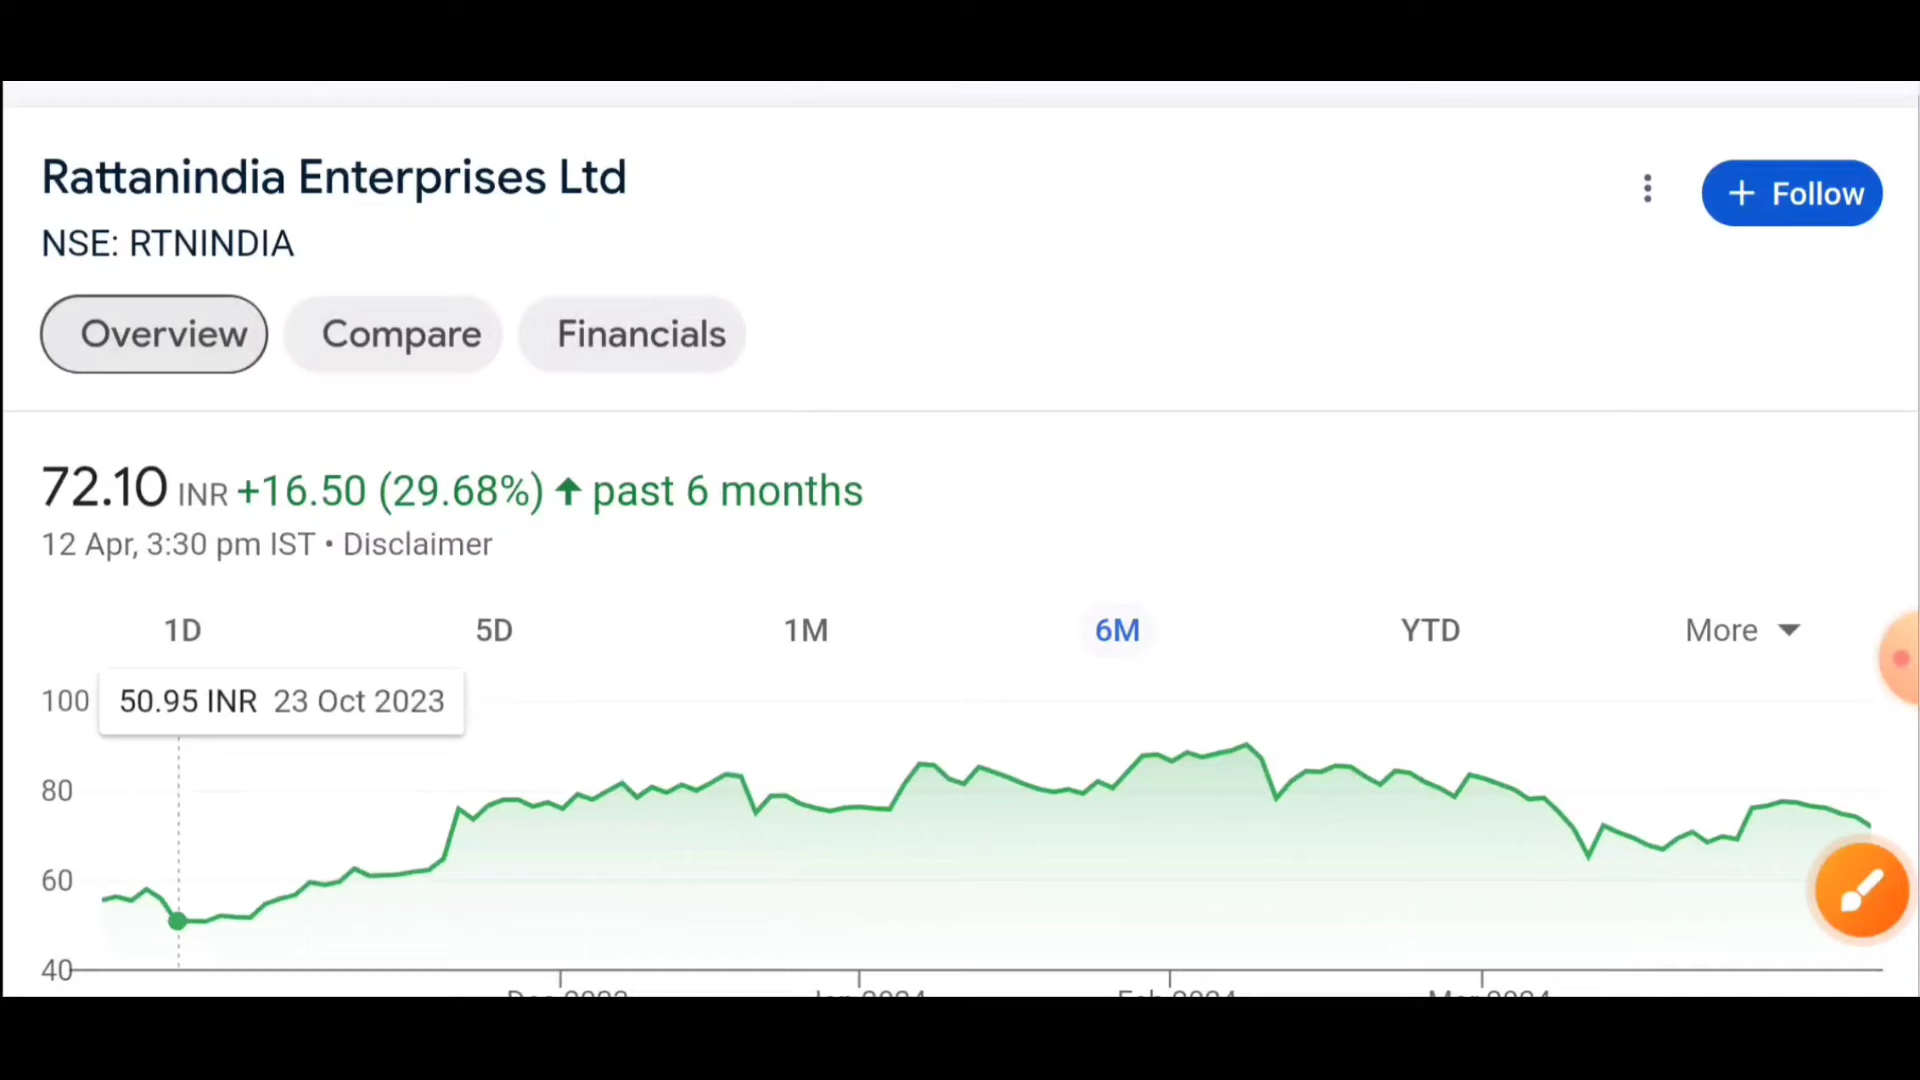 Rattanindia Enterprises Ltd
+ Follow
NSE: RTNINDIA
Overview Compare Financials
72.10 INR +16.50 (29.68%) ↑ past 6 months
12 Apr, 3:30 pm IST • Disclaimer
1D 5D 1M 6M YTD More
50.95 INR 23 Oct 2023
100
80
60
40